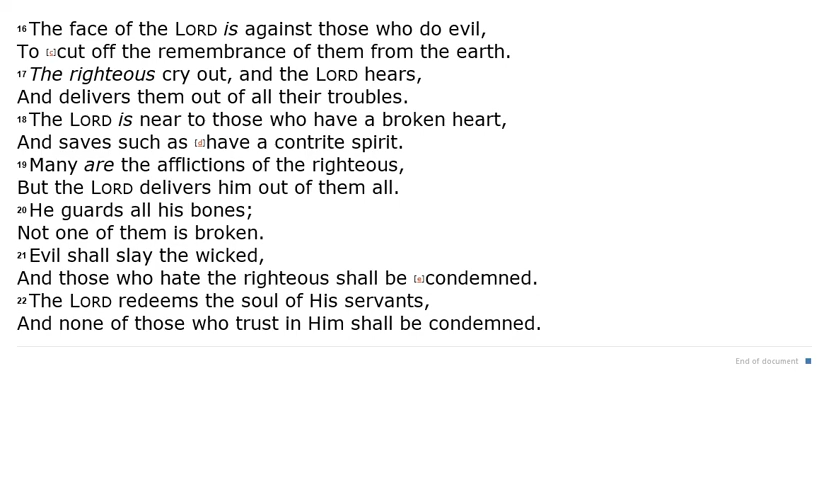 16 The face of the LORD is against those who do evil,
To [c]cut off the remembrance of them from the earth.
17 The righteous cry out, and the LORD hears,
And delivers them out of all their troubles.
18 The LORD is near to those who have a broken heart,
And saves such as [d]have a contrite spirit.
19 Many are the afflictions of the righteous,
But the LORD delivers him out of them all.
20 He guards all his bones;
Not one of them is broken.
21 Evil shall slay the wicked,
And those who hate the righteous shall be [e]condemned.
22 The LORD redeems the soul of His servants,
And none of those who trust in Him shall be condemned.
End of document